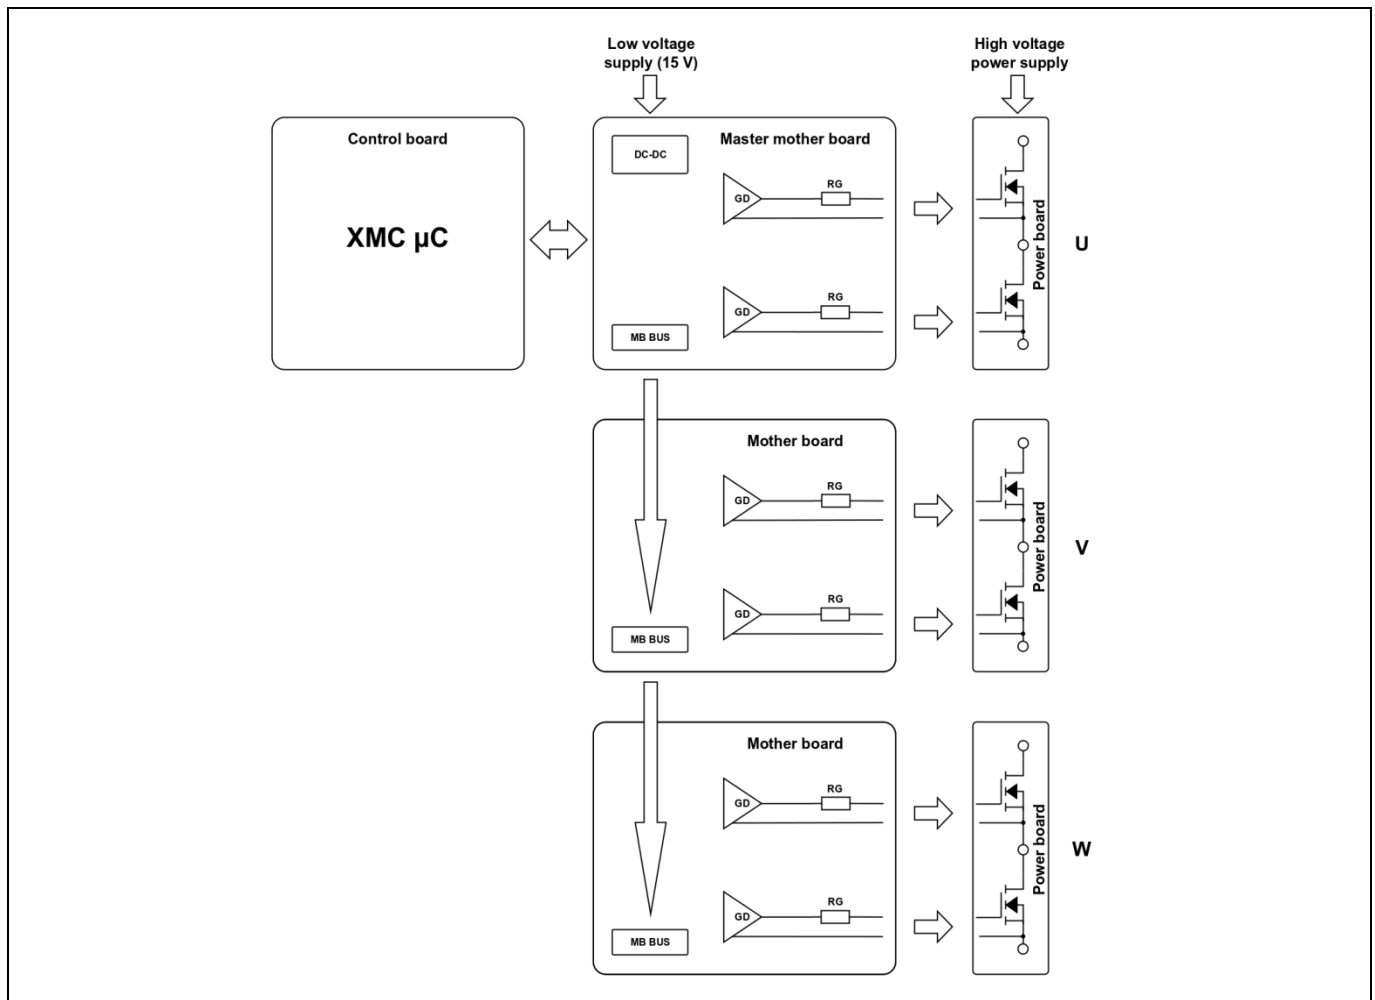 Low voltage
supply (15 V)
High voltage
power supply
Control board
XMC µC
DC-DC
Master mother board
GD
RG
GD
RG
MB BUS
Power board
U
Mother board
GD
RG
GD
RG
MB BUS
Power board
V
Mother board
GD
RG
GD
RG
MB BUS
Power board
W